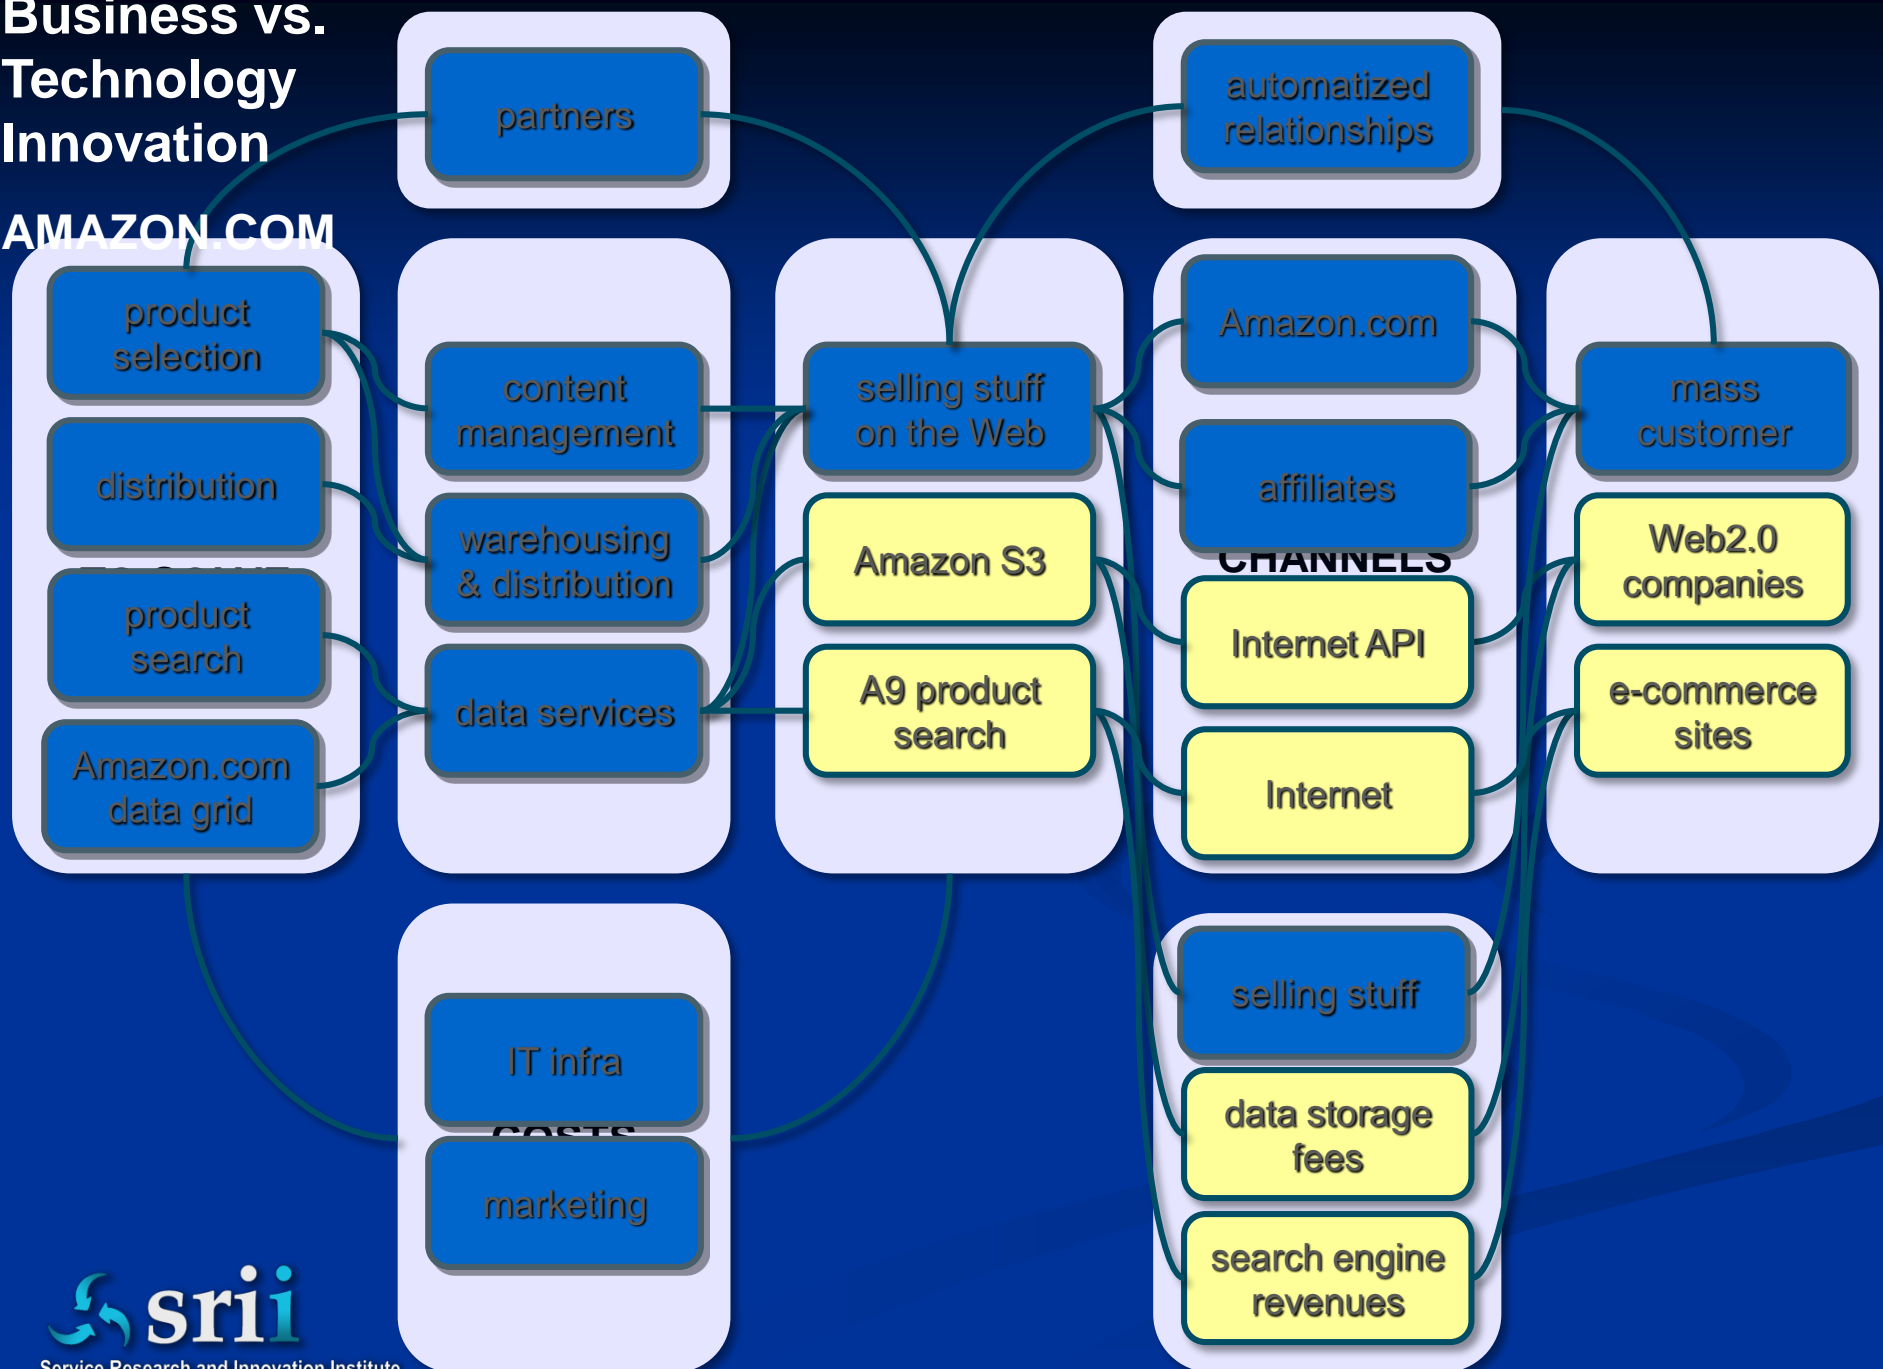 Business vs.
Technology
Innovation
AMAZON.COM
partners
automatized
relationships
product
selection
distribution
product
search
Amazon.com
data grid
content
management
warehousing
& distribution
data services
selling stuff
on the Web
Amazon S3
A9 product
search
Amazon.com
affiliates
CHANNELS
Internet API
Internet
mass
customer
Web2.0
companies
e-commerce
sites
IT infra
COSTS
marketing
selling stuff
data storage
fees
search engine
revenues
srii
Service Research and Innovation Institute